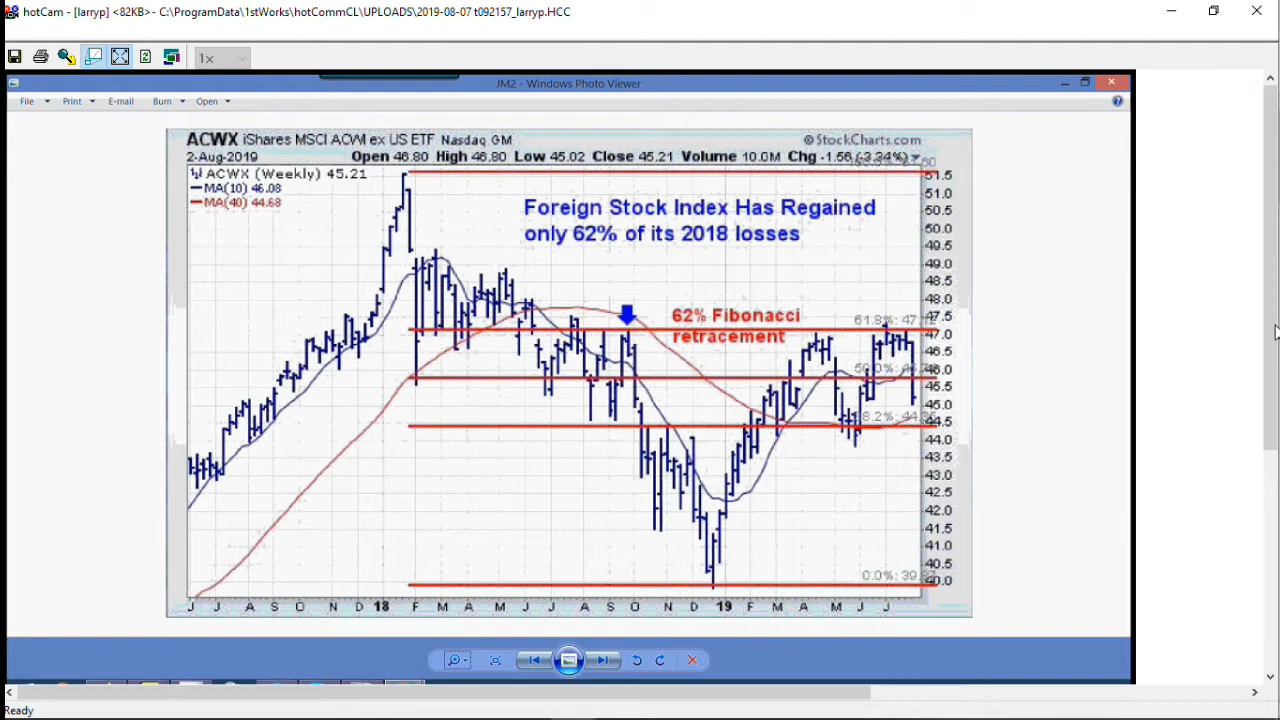 hotCam - [larryp] <82KB>- C:\ProgramData\1stWorks\hotCommCL\UPLOADS\2019-08-07 t092157_larryp.HCC
1x
JM2 - Windows Photo Viewer
File Print E-mail Burn Open
ACWX iShares MSCI ACWI ex US ETF Nasdaq GM ©StockCharts.com
2-Aug-2019 Open 46.80 High 46.80 Low 45.02 Close 45.21 Volume 10.0M Chg -1.56 (-3.34%)
ACWX (Weekly) 45.21
MA(10) 46.08
MA(40) 44.68
Foreign Stock Index Has Regained
only 62% of its 2018 losses
62% Fibonacci
retracement
61.8%:
50.0%:
0.0%:
51.5
51.0
50.5
50.0
49.5
49.0
48.5
48.0
47.5
47.0
46.5
46.0
45.5
45.0
44.5
44.0
43.5
43.0
42.5
42.0
41.5
41.0
40.5
40.0
J J A S O N D 18 F M A M J J A S O N D 19 F M A M J J
Ready